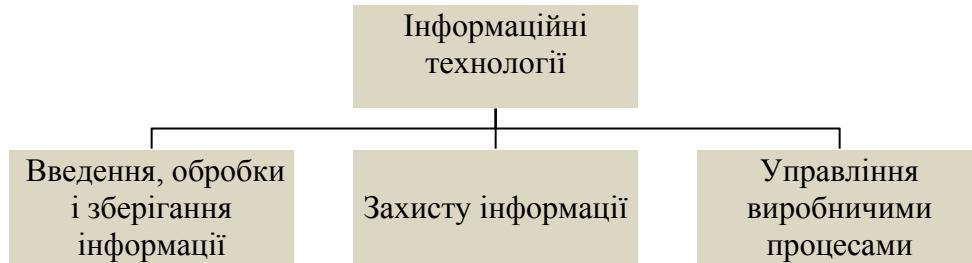 Інформаційні
технології
Введення, обробки
і зберігання
інформації
Захисту інформації
Управління
виробничими
процесами